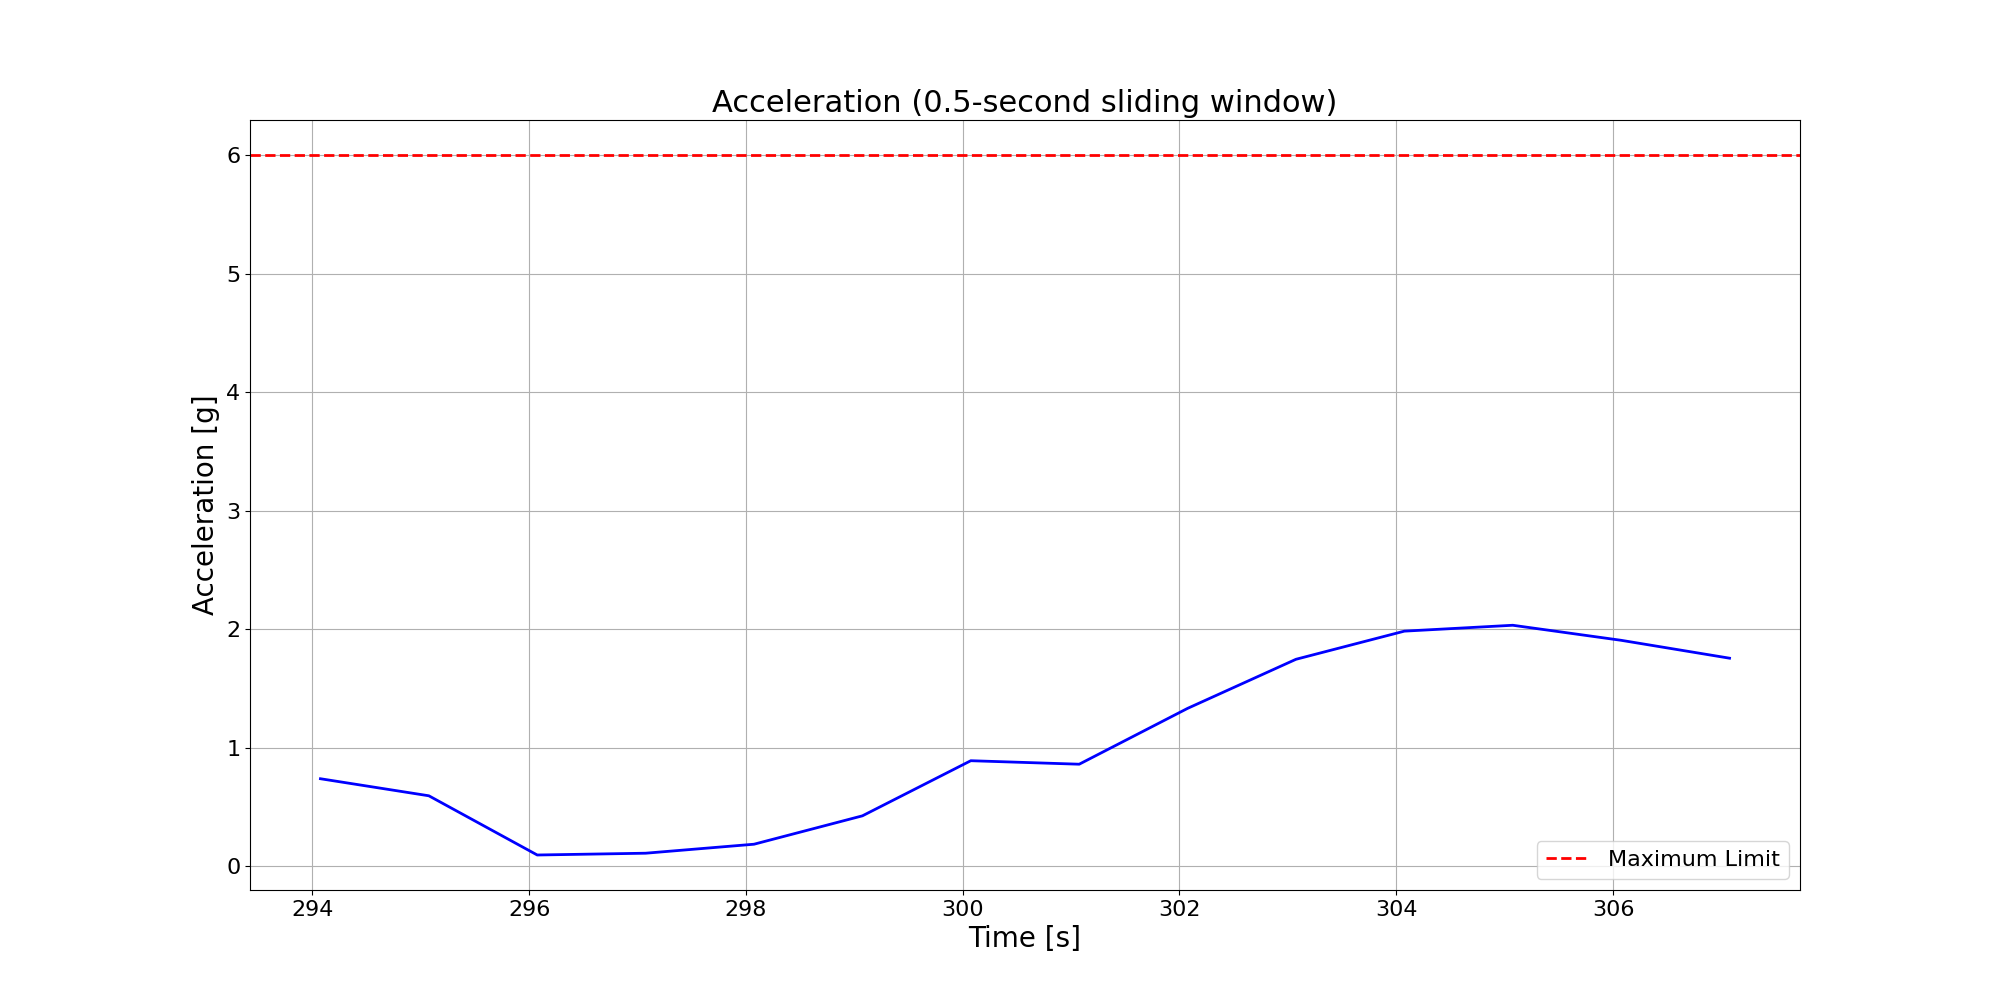 Acceleration (0.5-second sliding window)
Acceleration [g]
6
5
4
3
2
1
0
Maximum Limit
294 296 298 300 302 304 306
Time [s]